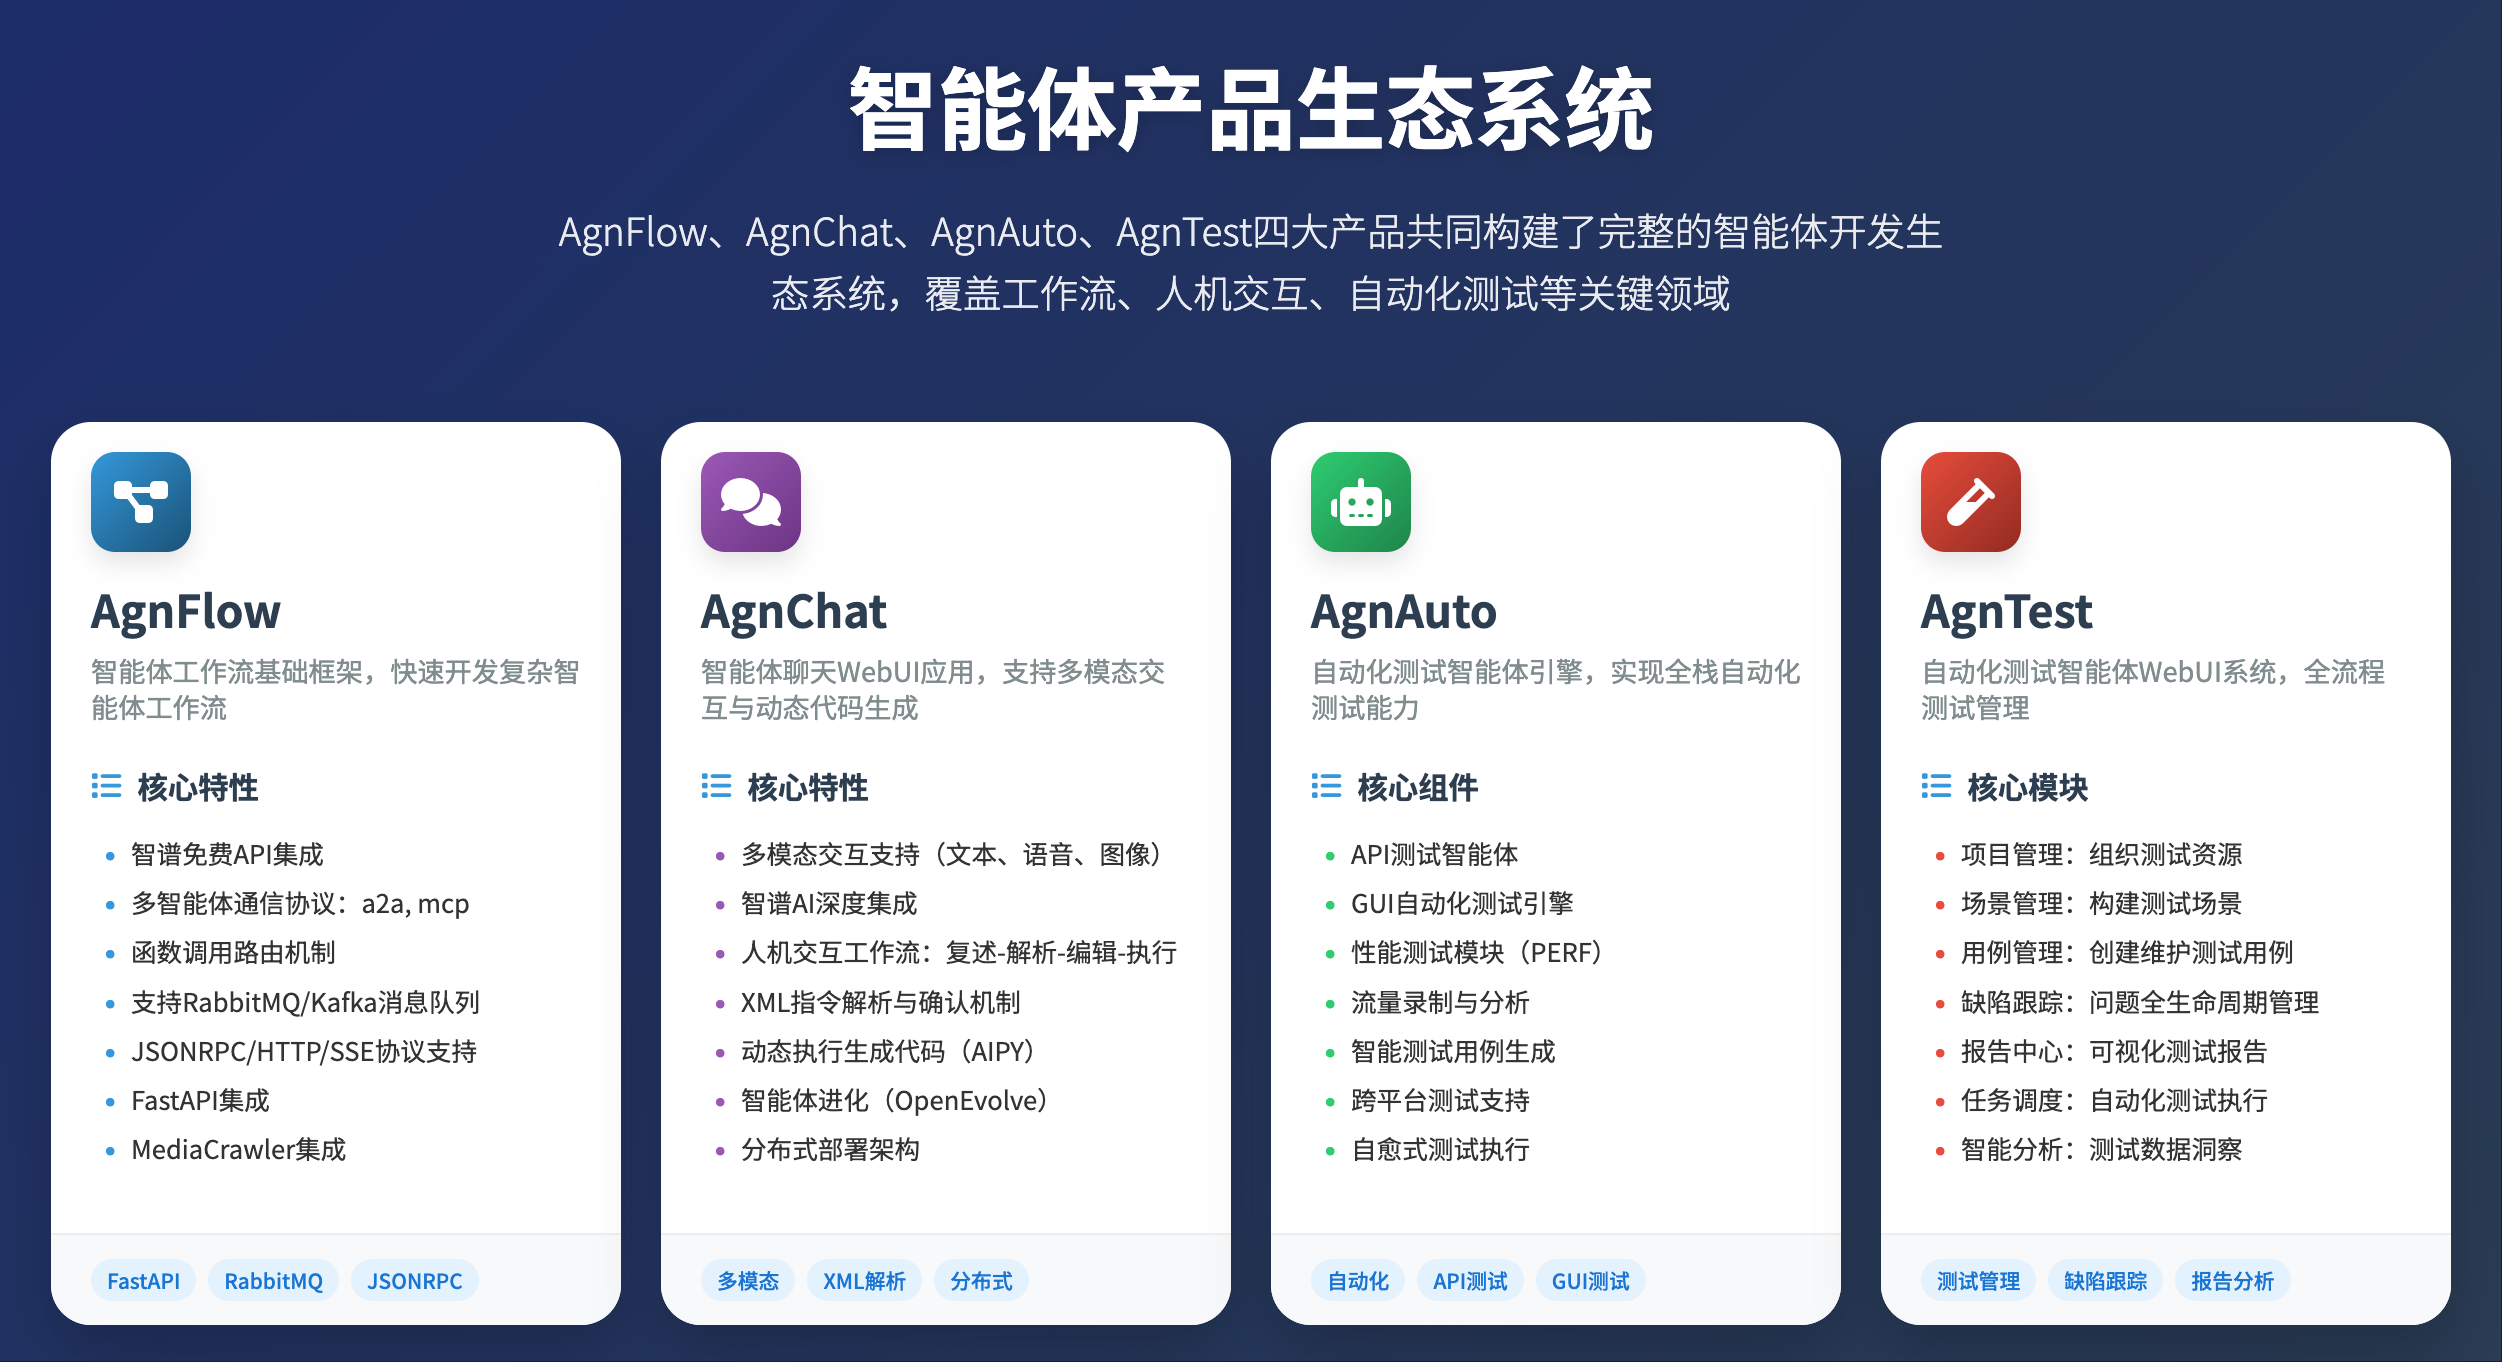 智能体产品生态系统
AgnFlow、AgnChat、AgnAuto、AgnTest四大产品共同构建了完整的智能体开发生
态系统，覆盖工作流、人机交互、自动化测试等关键领域
AgnFlow
智能体工作流基础框架，快速开发复杂智
能体工作流
核心特性
智谱免费API集成
多智能体通信协议：a2a, mcp
函数调用路由机制
支持RabbitMQ/Kafka消息队列
JSONRPC/HTTP/SSE协议支持
FastAPI集成
MediaCrawler集成
FastAPI
RabbitMQ
JSONRPC
AgnChat
智能体聊天WebUI应用，支持多模态交
互与动态代码生成
核心特性
多模态交互支持（文本、语音、图像）
智谱AI深度集成
人机交互工作流：复述-解析-编辑-执行
XML指令解析与确认机制
动态执行生成代码（AIPY）
智能体进化（OpenEvolve）
分布式部署架构
多模态
XML解析
分布式
AgnAuto
自动化测试智能体引擎，实现全栈自动化
测试能力
核心组件
API测试智能体
GUI自动化测试引擎
性能测试模块（PERF）
流量录制与分析
智能测试用例生成
跨平台测试支持
自愈式测试执行
自动化
API测试
GUI测试
AgnTest
自动化测试智能体WebUI系统，全流程
测试管理
核心模块
项目管理：组织测试资源
场景管理：构建测试场景
用例管理：创建维护测试用例
缺陷跟踪：问题全生命周期管理
报告中心：可视化测试报告
任务调度：自动化测试执行
智能分析：测试数据洞察
测试管理
缺陷跟踪
报告分析